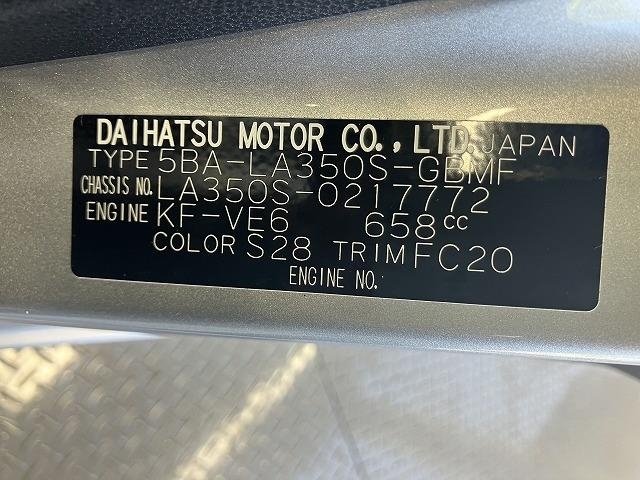 DAIHATSU MOTOR CO.,LTD. JAPAN
TYPE 5BA-LA350S-GBMF
CHASSIS NO. LA350S-0217772
ENGINE KF-VE6 658cc
COLOR S28 TRIM FC20
ENGINE NO.